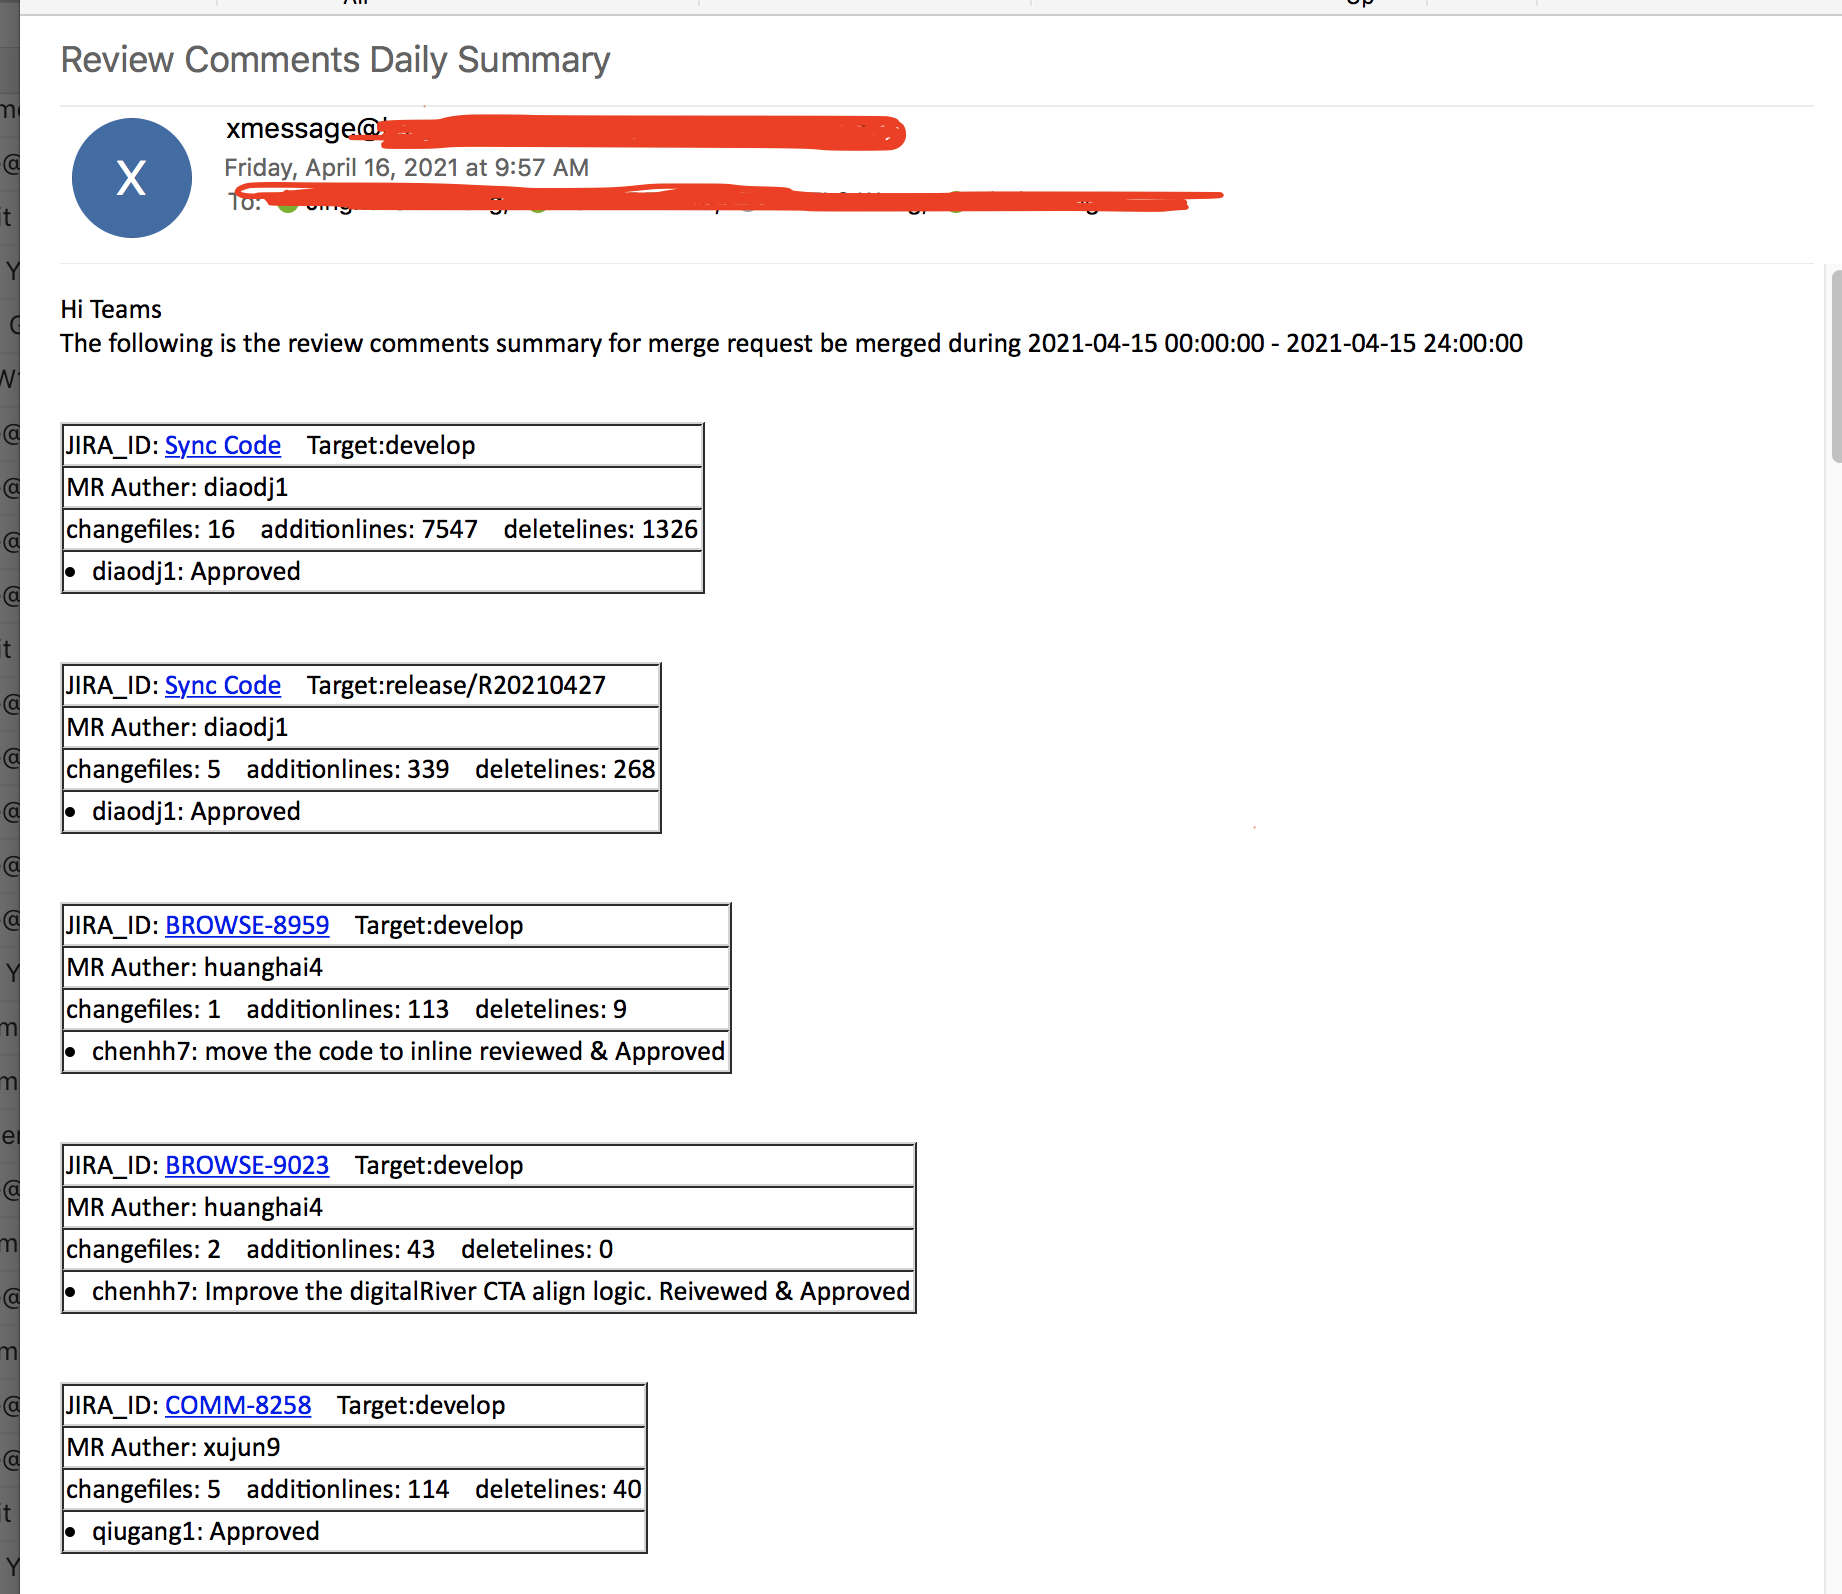 Review Comments Daily Summary
xmessage@
X
Friday, April 16, 2021 at 9:57 AM
To:
Hi Teams
The following is the review comments summary for merge request be merged during 2021-04-15 00:00:00 - 2021-04-15 24:00:00
JIRA_ID: Sync Code Target:develop
MR Auther: diaodj1
changefiles: 16 additionlines: 7547 deletelines: 1326
• diaodj1: Approved
JIRA_ID: Sync Code Target:release/R20210427
MR Auther: diaodj1
changefiles: 5 additionlines: 339 deletelines: 268
• diaodj1: Approved
JIRA_ID: BROWSE-8959 Target:develop
MR Auther: huanghai4
changefiles: 1 additionlines: 113 deletelines: 9
• chenhh7: move the code to inline reviewed & Approved
JIRA_ID: BROWSE-9023 Target:develop
MR Auther: huanghai4
changefiles: 2 additionlines: 43 deletelines: 0
• chenhh7: Improve the digitalRiver CTA align logic. Reivewed & Approved
JIRA_ID: COMM-8258 Target:develop
MR Auther: xujun9
changefiles: 5 additionlines: 114 deletelines: 40
• qiugang1: Approved